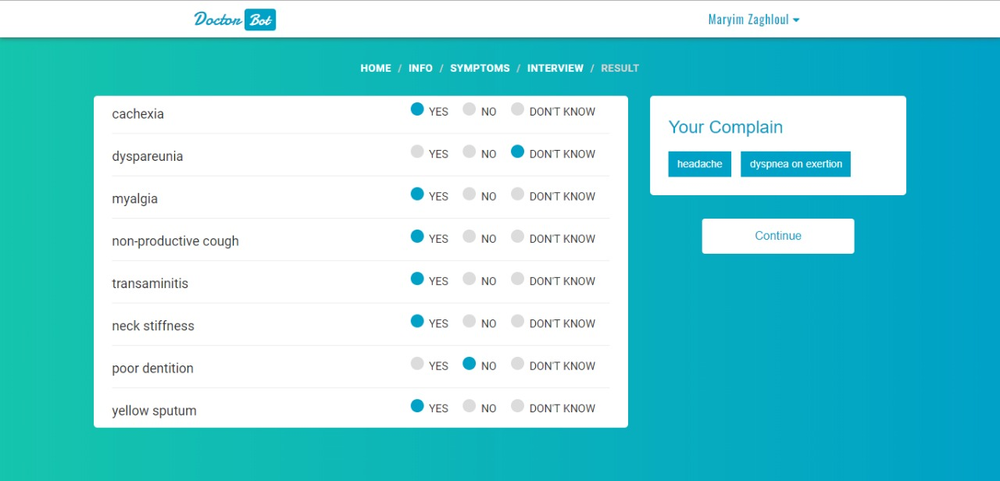 Doctor Bot
Maryim Zaghloul
HOME / INFO / SYMPTOMS / INTERVIEW / RESULT
cachexia YES NO DON'T KNOW
dyspareunia YES NO DON'T KNOW
myalgia YES NO DON'T KNOW
non-productive cough YES NO DON'T KNOW
transaminitis YES NO DON'T KNOW
neck stiffness YES NO DON'T KNOW
poor dentition YES NO DON'T KNOW
yellow sputum YES NO DON'T KNOW
Your Complain
headache dyspnea on exertion
Continue